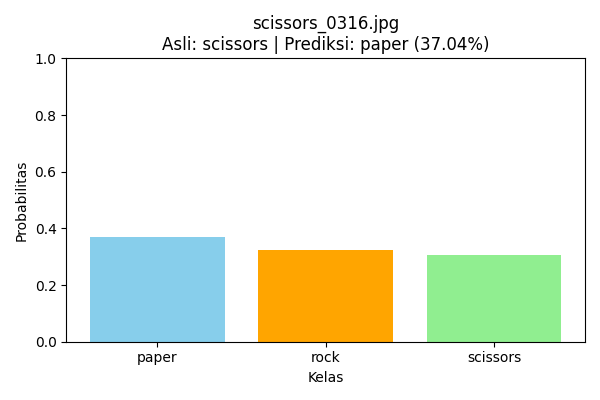 scissors_0316.jpg
Asli: scissors | Prediksi: paper (37.04%)
1.0
0.8
0.6
0.4
0.2
0.0
Probabilitas
paper rock scissors
Kelas